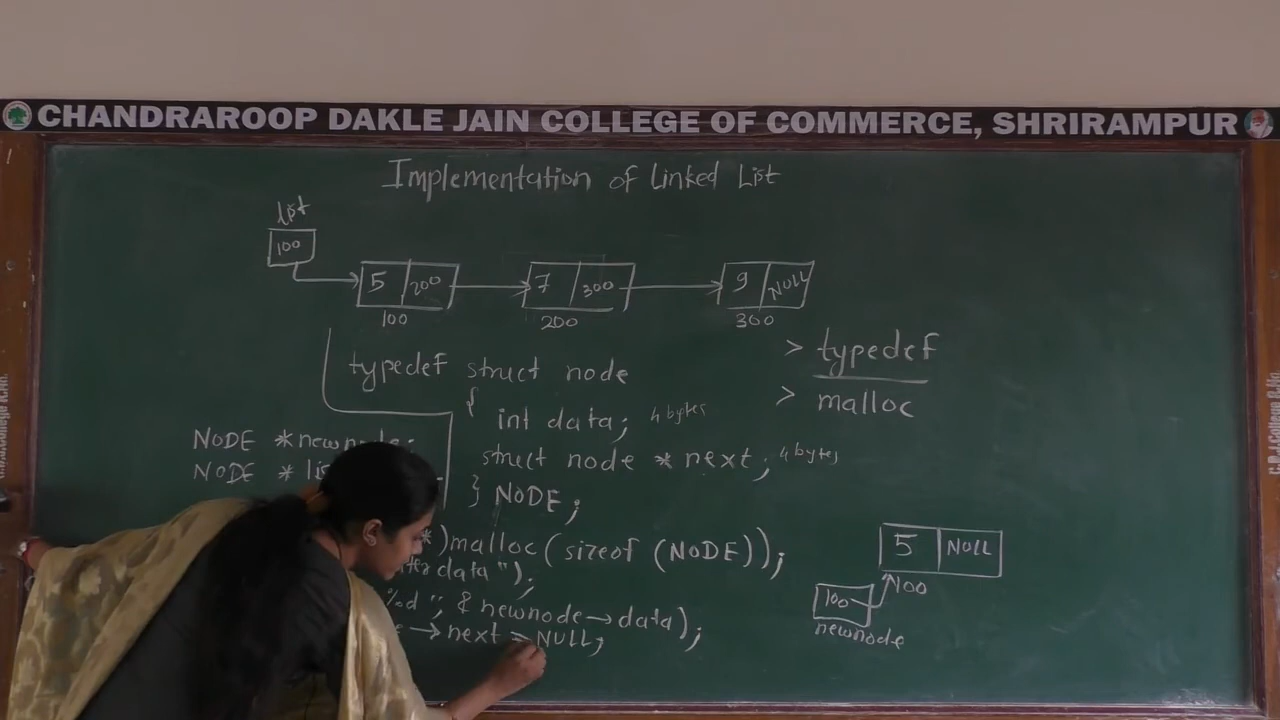 CHANDRAROOP DAKLE JAIN COLLEGE OF COMMERCE, SHRIRAMPUR
Implementation of Linked List
list
100
5 200
7 300
9 NULL
100
200
300
typedef struct node
{
int data; 4 bytes
struct node * next; 4 bytes
} NODE;
> typedef
> malloc
NODE *newnode;
NODE *
*)malloc(sizeof(NODE));
data");
%d", & newnode→data);
→next = NULL;
5 NULL
100
100
newnode